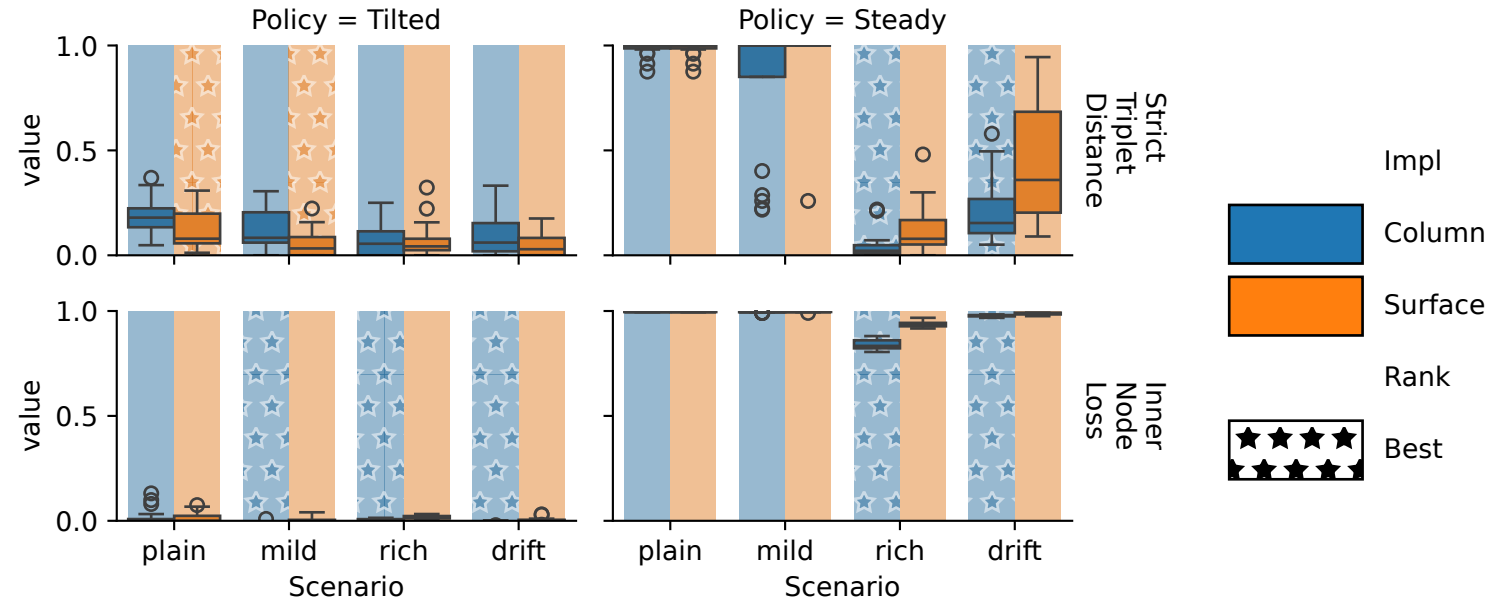 Policy = Tilted
Policy = Steady
1.0
0.5
0.0
value
Strict
Triplet
Distance
1.0
0.5
0.0
value
Inner
Node
Loss
plain
mild
rich
drift
Scenario
plain
mild
rich
drift
Scenario
Impl
Column
Surface
Rank
Best